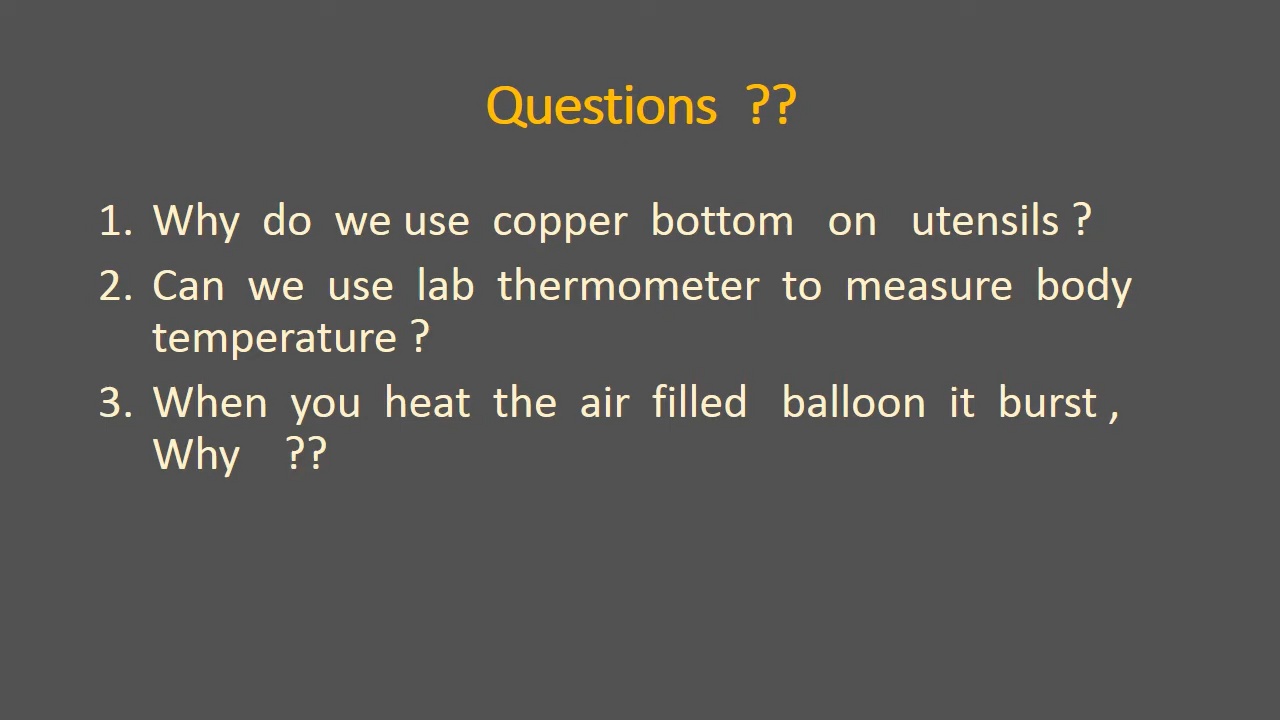 Questions ??
1. Why do we use copper bottom on utensils ?
2. Can we use lab thermometer to measure body
temperature ?
3. When you heat the air filled balloon it burst ,
Why ??